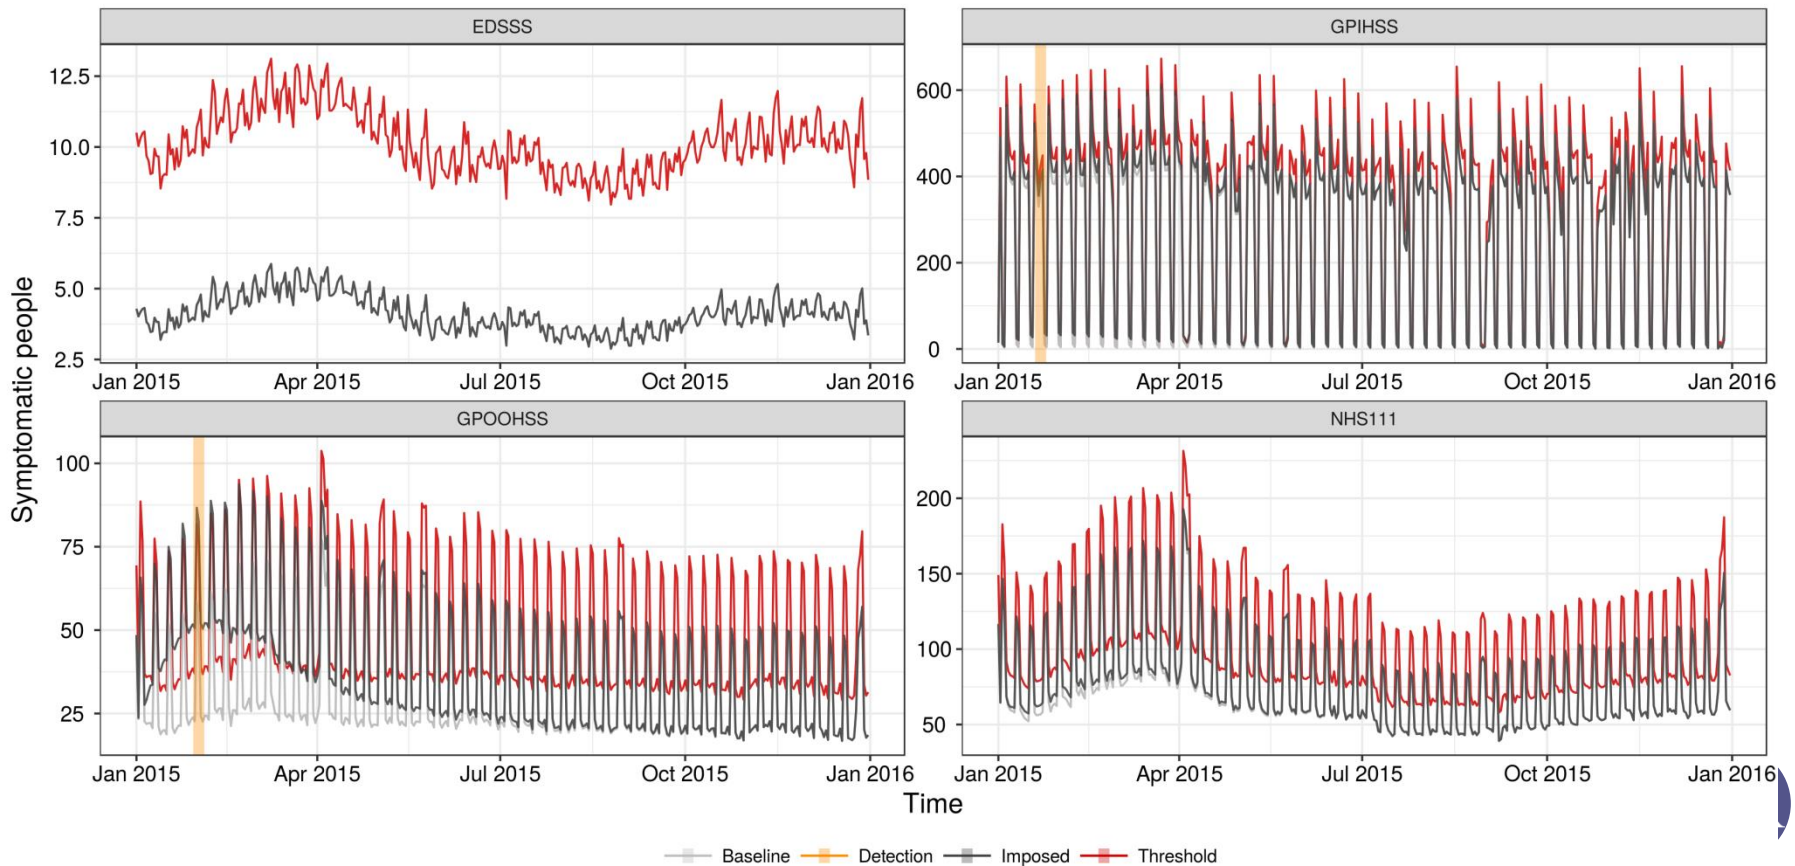 EDSSS
GPIHSS
12.5
10.0
7.5
5.0
2.5
600
400
200
0
Jan 2015 Apr 2015 Jul 2015 Oct 2015 Jan 2016
Jan 2015 Apr 2015 Jul 2015 Oct 2015 Jan 2016
Symptomatic people
GPOOHSS
NHS111
100
75
50
25
200
150
100
50
Jan 2015 Apr 2015 Jul 2015 Oct 2015 Jan 2016
Jan 2015 Apr 2015 Jul 2015 Oct 2015 Jan 2016
Time
Baseline Detection Imposed Threshold